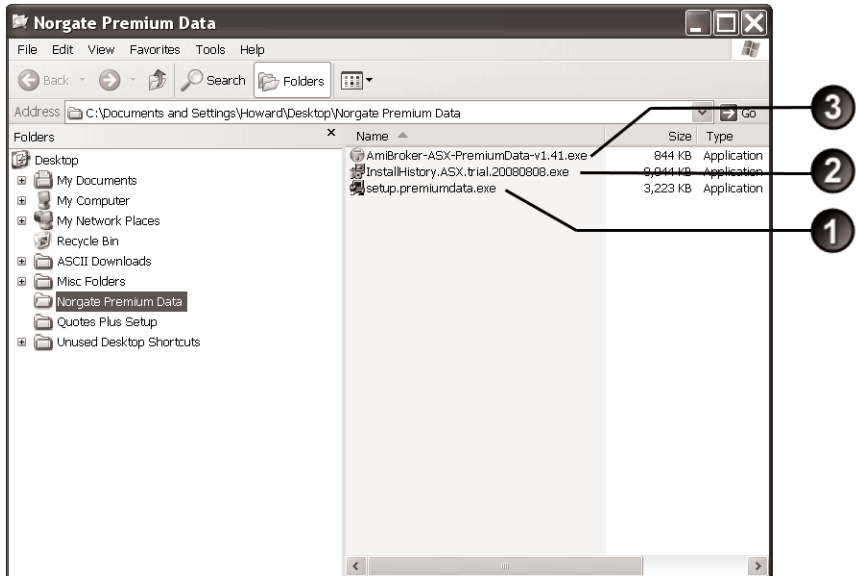 Norgate Premium Data
File Edit View Favorites Tools Help
Back Search Folders
Address C:\Documents and Settings\Howard\Desktop\Norgate Premium Data Go
Folders × Name Size Type
Desktop
My Documents
My Computer
My Network Places
Recycle Bin
ASCII Downloads
Misc Folders
Norgate Premium Data
Quotes Plus Setup
Unused Desktop Shortcuts
AmiBroker-ASX-PremiumData-v1.41.exe 844 KB Application
InstallHistory.ASX.trial.20080808.exe KB Application
setup.premiumdata.exe 3,223 KB Application
3
2
1